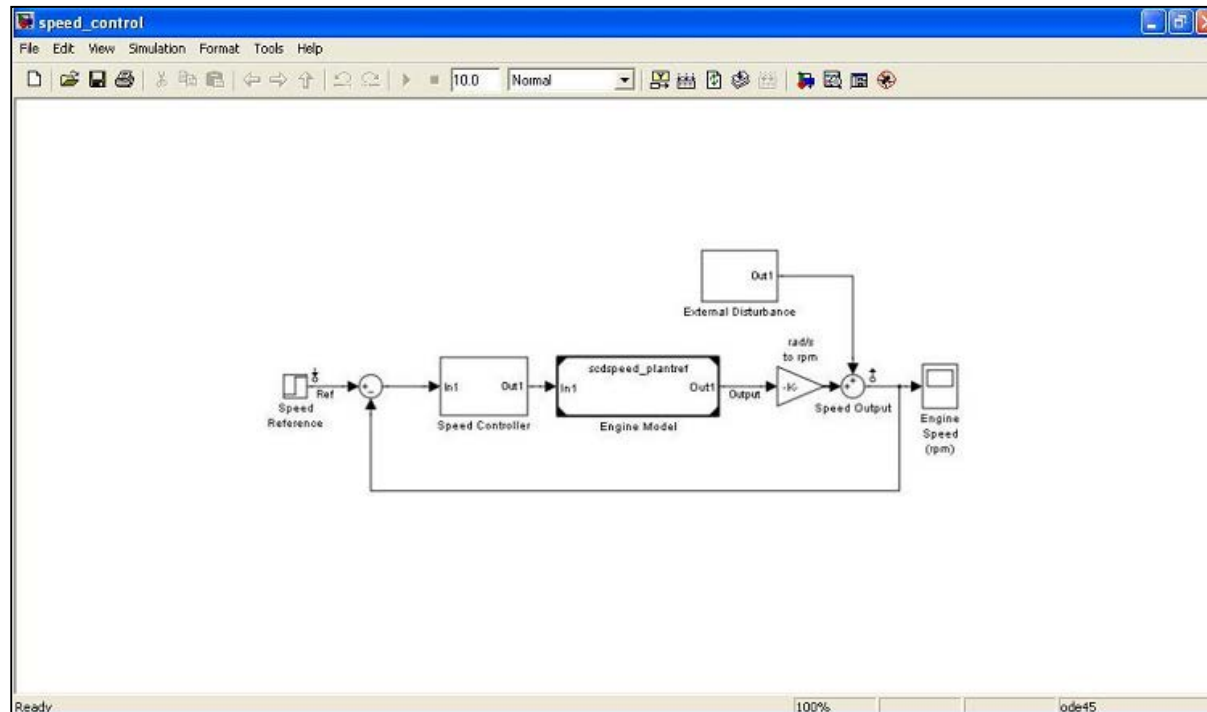 speed_control
File Edit View Simulation Format Tools Help
10.0 Normal
Out1
External Disturbance
rad/s
to rpm
scdspeed_plantref
In1 Out1
In1 Out1
Ref
Output
-K-
Speed
Reference
Speed Controller
Engine Model
Speed Output
Engine
Speed
(rpm)
Ready 100% ode45